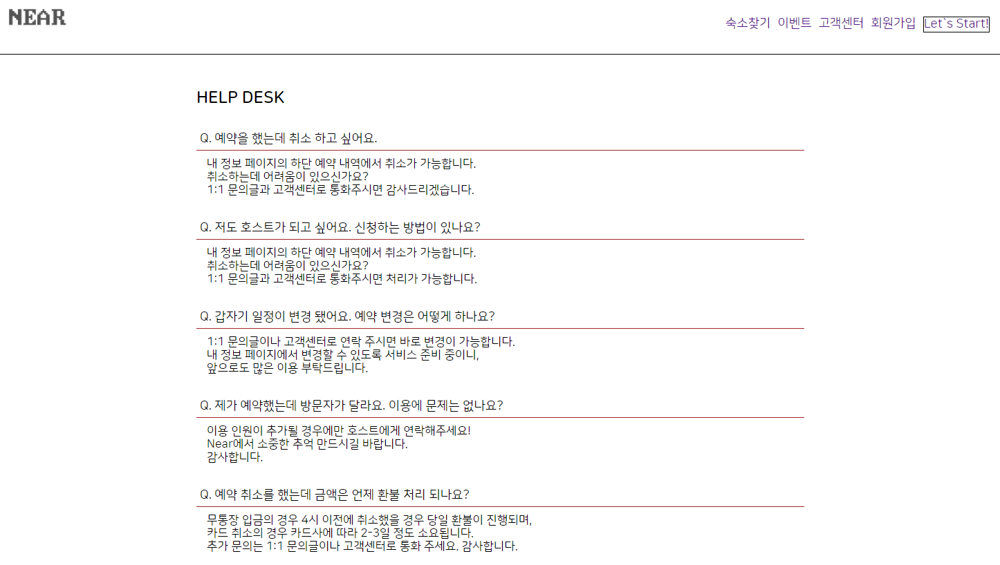 NEAR
숙소찾기 이벤트 고객센터 회원가입 Let`s Start!
HELP DESK
Q. 예약을 했는데 취소 하고 싶어요.
내 정보 페이지의 하단 예약 내역에서 취소가 가능합니다.
취소하는데 어려움이 있으신가요?
1:1 문의글과 고객센터로 통화주시면 감사드리겠습니다.
Q. 저도 호스트가 되고 싶어요. 신청하는 방법이 있나요?
내 정보 페이지의 하단 예약 내역에서 취소가 가능합니다.
취소하는데 어려움이 있으신가요?
1:1 문의글과 고객센터로 통화주시면 처리가 가능합니다.
Q. 갑자기 일정이 변경 됐어요. 예약 변경은 어떻게 하나요?
1:1 문의글이나 고객센터로 연락 주시면 바로 변경이 가능합니다.
내 정보 페이지에서 변경할 수 있도록 서비스 준비 중이니,
앞으로도 많은 이용 부탁드립니다.
Q. 제가 예약했는데 방문자가 달라요. 이용에 문제는 없나요?
이용 인원이 추가될 경우에만 호스트에게 연락해주세요!
Near에서 소중한 추억 만드시길 바랍니다.
감사합니다.
Q. 예약 취소를 했는데 금액은 언제 환불 처리 되나요?
무통장 입금의 경우 4시 이전에 취소했을 경우 당일 환불이 진행되며,
카드 취소의 경우 카드사에 따라 2-3일 정도 소요됩니다.
추가 문의는 1:1 문의글이나 고객센터로 통화 주세요. 감사합니다.